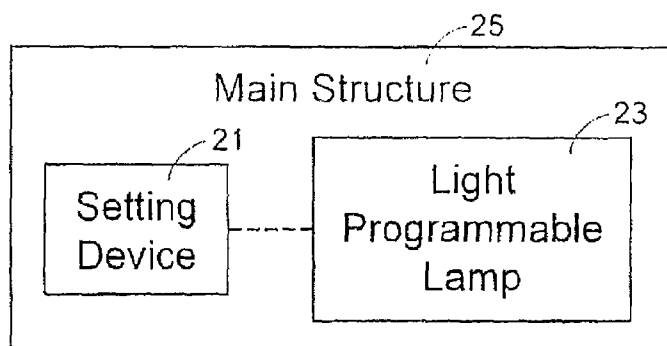 25
Main Structure
21
23
Setting
Device
Light
Programmable
Lamp